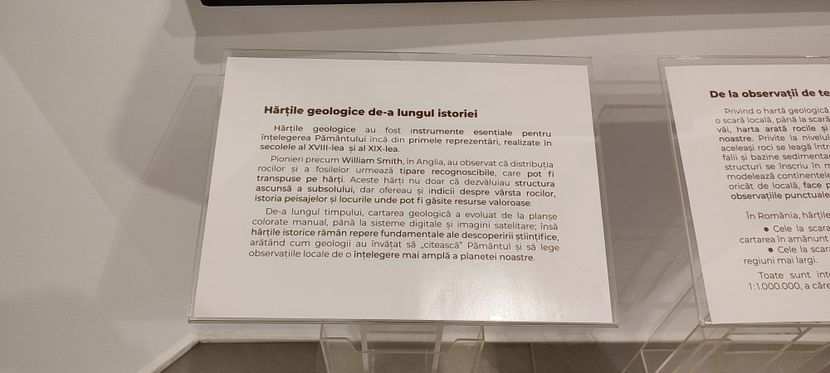 Hărțile geologice de-a lungul istoriei
Hărțile geologice au fost instrumente esențiale pentru
înțelegerea Pământului încă din primele reprezentări, realizate în
secolele al XVIII-lea și al XIX-lea.
Pionieri precum William Smith, în Anglia, au observat că distribuția
rocilor și a fosilelor urmează tipare recognoscibile, care pot fi
transpuse pe hărți. Aceste hărți nu doar că dezvăluiau structura
ascunsă a subsolului, dar ofereau și indicii despre vârsta rocilor,
istoria peisajelor și locurile unde pot fi găsite resurse valoroase.
De-a lungul timpului, cartarea geologică a evoluat de la planșe
colorate manual, până la sisteme digitale și imagini satelitare; însă
hărțile istorice rămân repere fundamentale ale descoperirii științifice,
arătând cum geologii au învățat să „citească” Pământul și să lege
observațiile locale de o înțelegere mai amplă a planetei noastre.
De la observații de te
Privind o hartă geologică
o scară locală, până la scară
văi, harta arată rocile și
noastre. Privite la nivelul
aceleași roci se leagă într
falii și bazine sedimentar
structuri se înscriu în m
modelează continentele
oricât de locală, face p
observațiile punctuale
În România, hărțile
● Cele la scara
cartarea în amănunt
● Cele la scara
regiuni mai largi.
Toate sunt inte
1:1.000.000, a căre